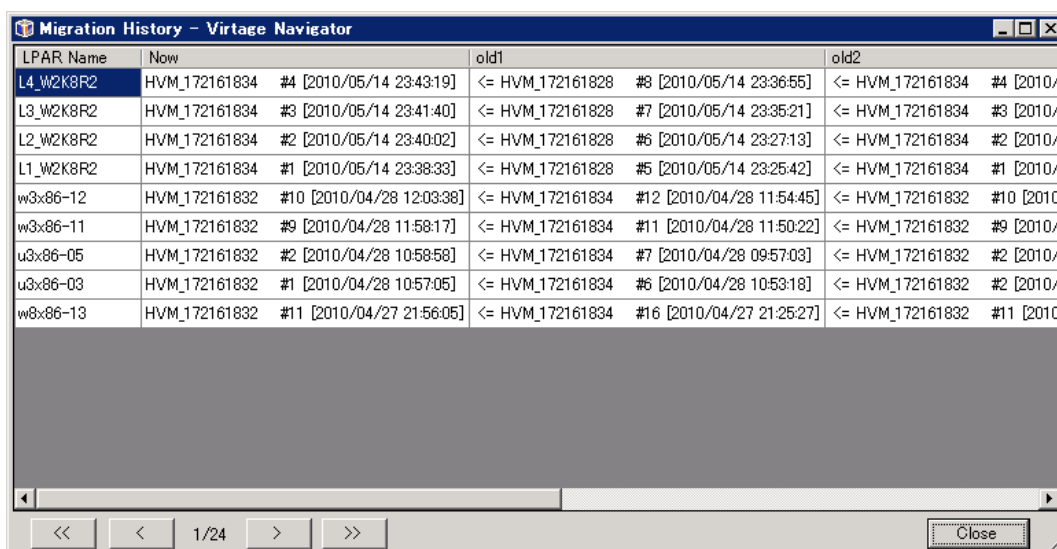 Migration History - Virtage Navigator
LPAR Name Now old1 old2
L4_W2K8R2 HVM_172161834 #4 [2010/05/14 23:43:19] <= HVM_172161828 #8 [2010/05/14 23:36:55] <= HVM_172161834 #4 [2010/
L3_W2K8R2 HVM_172161834 #3 [2010/05/14 23:41:40] <= HVM_172161828 #7 [2010/05/14 23:35:21] <= HVM_172161834 #3 [2010/
L2_W2K8R2 HVM_172161834 #2 [2010/05/14 23:40:02] <= HVM_172161828 #6 [2010/05/14 23:27:13] <= HVM_172161834 #2 [2010/
L1_W2K8R2 HVM_172161834 #1 [2010/05/14 23:38:33] <= HVM_172161828 #5 [2010/05/14 23:25:42] <= HVM_172161834 #1 [2010/
w3x86-12 HVM_172161832 #10 [2010/04/28 12:03:38] <= HVM_172161834 #12 [2010/04/28 11:54:45] <= HVM_172161832 #10 [2010
w3x86-11 HVM_172161832 #9 [2010/04/28 11:58:17] <= HVM_172161834 #11 [2010/04/28 11:50:22] <= HVM_172161832 #9 [2010/
u3x86-05 HVM_172161832 #2 [2010/04/28 10:58:58] <= HVM_172161834 #7 [2010/04/28 09:57:03] <= HVM_172161832 #2 [2010/
u3x86-03 HVM_172161832 #1 [2010/04/28 10:57:05] <= HVM_172161834 #6 [2010/04/28 10:53:18] <= HVM_172161832 #2 [2010/
w8x86-13 HVM_172161832 #11 [2010/04/27 21:56:05] <= HVM_172161834 #16 [2010/04/27 21:25:27] <= HVM_172161832 #11 [2010
<< < 1/24 > >> Close